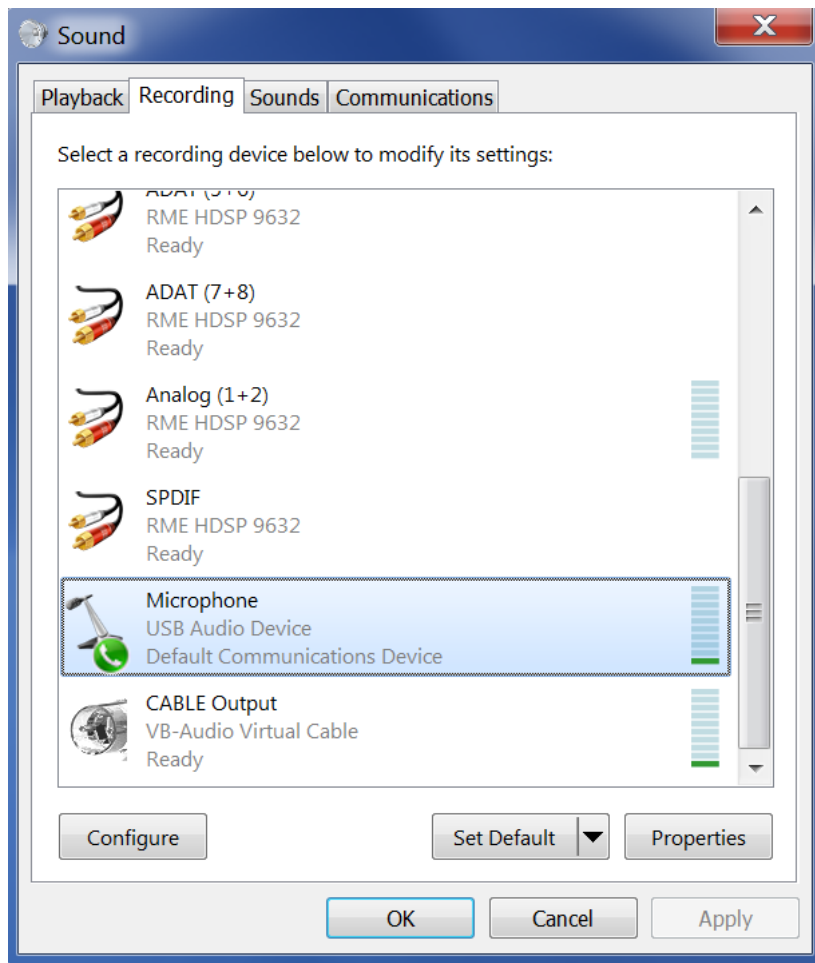 Sound
Playback Recording Sounds Communications
Select a recording device below to modify its settings:
ADAT (5+6)
RME HDSP 9632
Ready
ADAT (7+8)
RME HDSP 9632
Ready
Analog (1+2)
RME HDSP 9632
Ready
SPDIF
RME HDSP 9632
Ready
Microphone
USB Audio Device
Default Communications Device
CABLE Output
VB-Audio Virtual Cable
Ready
Configure Set Default Properties
OK Cancel Apply